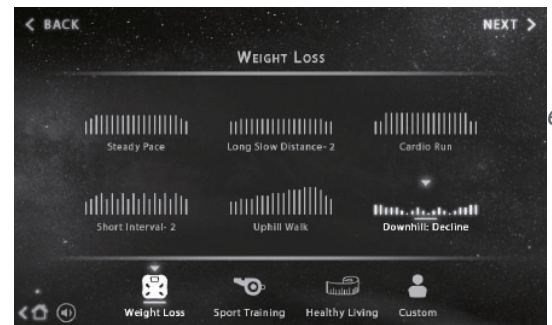 BACK
NEXT
WEIGHT LOSS
Steady Pace
Long Slow Distance- 2
Cardio Run
Short Interval- 2
Uphill Walk
Downhill: Decline
Weight Loss
Sport Training
Healthy Living
Custom